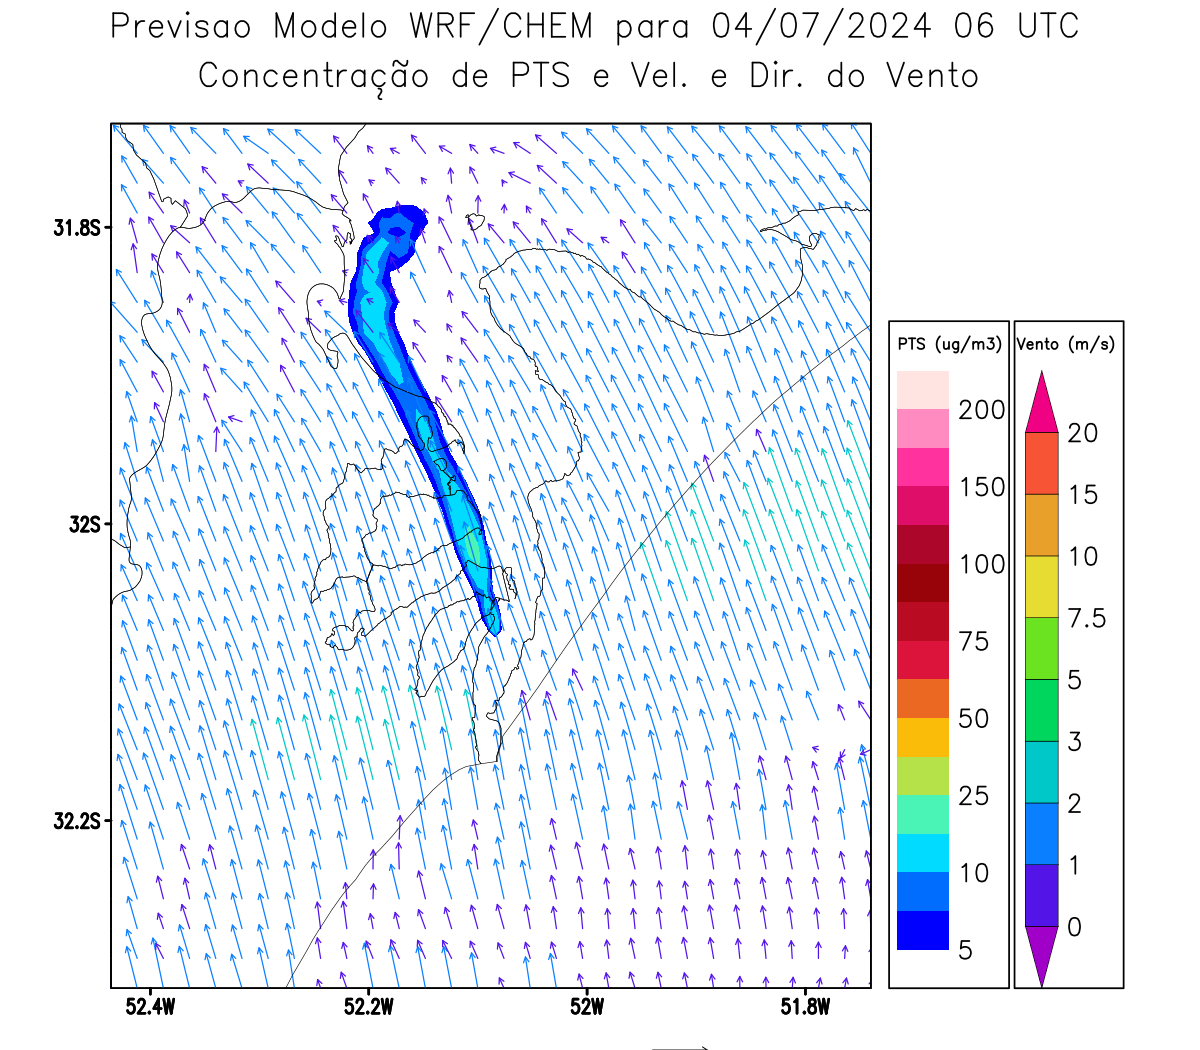 Previsao Modelo WRF/CHEM para 04/07/2024 06 UTC
Concentração de PTS e Vel. e Dir. do Vento
31.8S
32S
32.2S
52.4W
52.2W
52W
51.8W
PTS (ug/m3)
200
150
100
75
50
25
10
5
Vento (m/s)
20
15
10
7.5
5
3
2
1
0